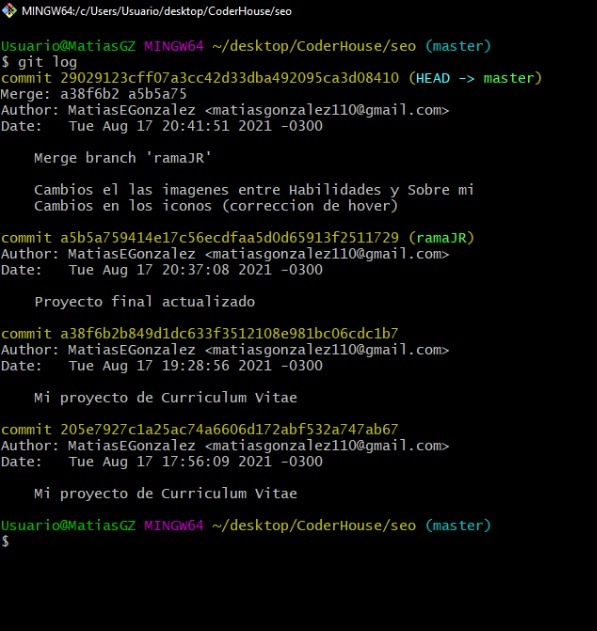 MINGW64:/c/Users/Usuario/desktop/CoderHouse/seo
Usuario@MatiasGZ MINGW64 ~/desktop/CoderHouse/seo (master)
$ git log
commit 29029123cff07a3cc42d33dba492095ca3d08410 (HEAD -> master)
Merge: a38f6b2 a5b5a75
Author: MatiasEGonzalez <matiasgonzalez110@gmail.com>
Date:   Tue Aug 17 20:41:51 2021 -0300
    Merge branch 'ramaJR'
    Cambios el las imagenes entre Habilidades y Sobre mi
    Cambios en los iconos (correccion de hover)
commit a5b5a759414e17c56ecdfaa5d0d65913f2511729 (ramaJR)
Author: MatiasEGonzalez <matiasgonzalez110@gmail.com>
Date:   Tue Aug 17 20:37:08 2021 -0300
    Proyecto final actualizado
commit a38f6b2b849d1dc633f3512108e981bc06cdc1b7
Author: MatiasEGonzalez <matiasgonzalez110@gmail.com>
Date:   Tue Aug 17 19:28:56 2021 -0300
    Mi proyecto de Curriculum Vitae
commit 205e7927c1a25ac74a6606d172abf532a747ab67
Author: MatiasEGonzalez <matiasgonzalez110@gmail.com>
Date:   Tue Aug 17 17:56:09 2021 -0300
    Mi proyecto de Curriculum Vitae
Usuario@MatiasGZ MINGW64 ~/desktop/CoderHouse/seo (master)
$